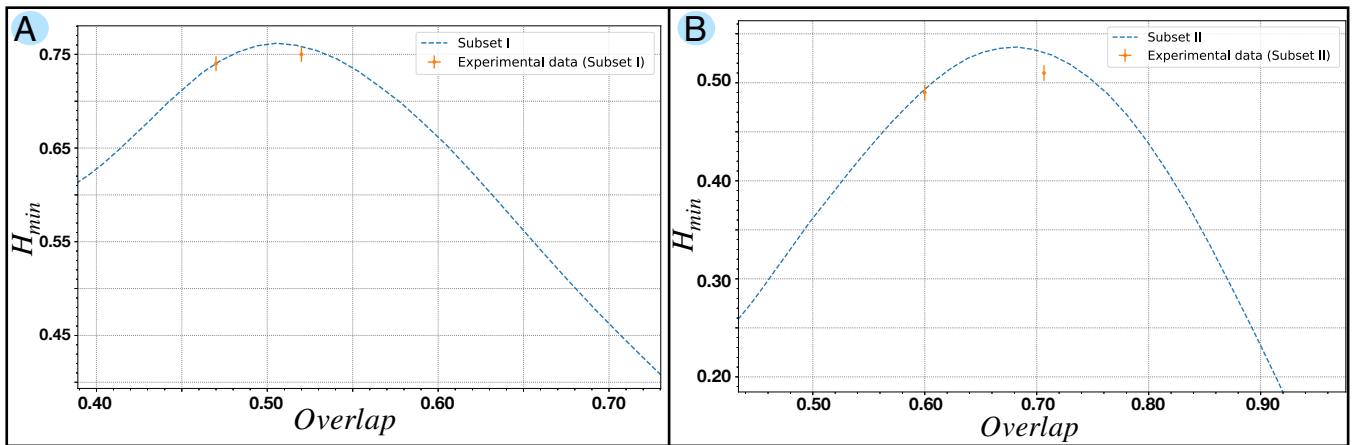 A
Subset I
Experimental data (Subset I)
0.75
0.65
0.55
0.45
H_min
0.40
0.50
0.60
0.70
Overlap
B
Subset II
Experimental data (Subset II)
0.50
0.40
0.30
0.20
H_min
0.50
0.60
0.70
0.80
0.90
Overlap